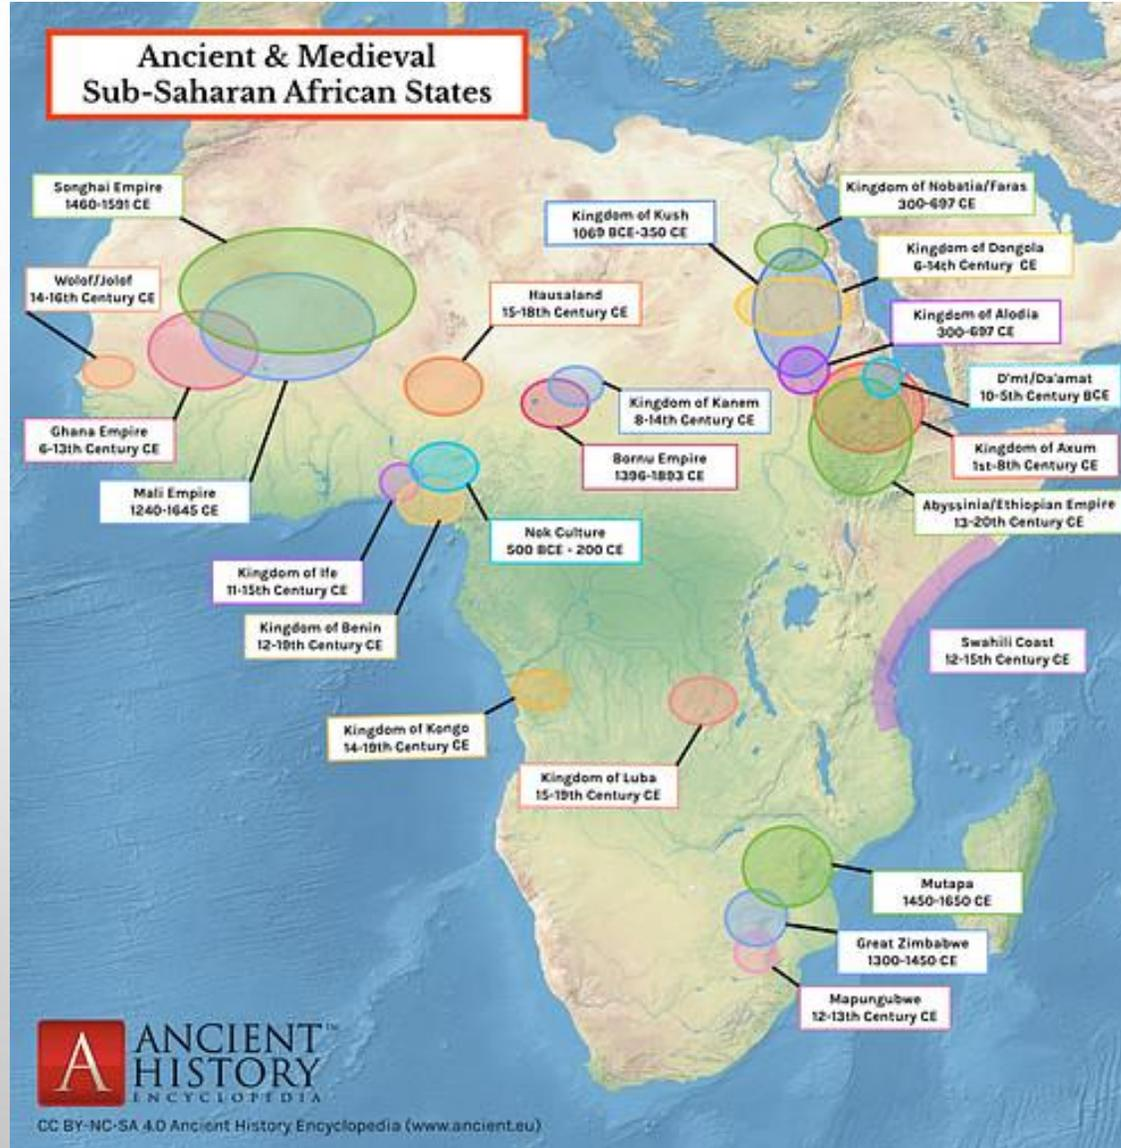 Ancient & Medieval
Sub-Saharan African States
Songhai Empire
1460-1591 CE
Kingdom of Nobatia/Faras
300-697 CE
Kingdom of Kush
1069 BCE-350 CE
Kingdom of Dongola
6-14th Century CE
Wolof/Jolof
14-16th Century CE
Hausaland
15-18th Century CE
Kingdom of Alodia
300-697 CE
D'mt/Da'amat
10-5th Century BCE
Kingdom of Kanem
8-14th Century CE
Ghana Empire
6-13th Century CE
Kingdom of Axum
1st-8th Century CE
Bornu Empire
1396-1893 CE
Mali Empire
1240-1645 CE
Abyssinia/Ethiopian Empire
13-20th Century CE
Nok Culture
500 BCE - 200 CE
Kingdom of Ife
11-15th Century CE
Kingdom of Benin
12-19th Century CE
Swahili Coast
12-15th Century CE
Kingdom of Kongo
14-19th Century CE
Kingdom of Luba
15-19th Century CE
Mutapa
1450-1650 CE
Great Zimbabwe
1300-1450 CE
Mapungubwe
12-13th Century CE
A
ANCIENT™
HISTORY
ENCYCLOPEDIA
CC BY-NC-SA 4.0 Ancient History Encyclopedia (www.ancient.eu)